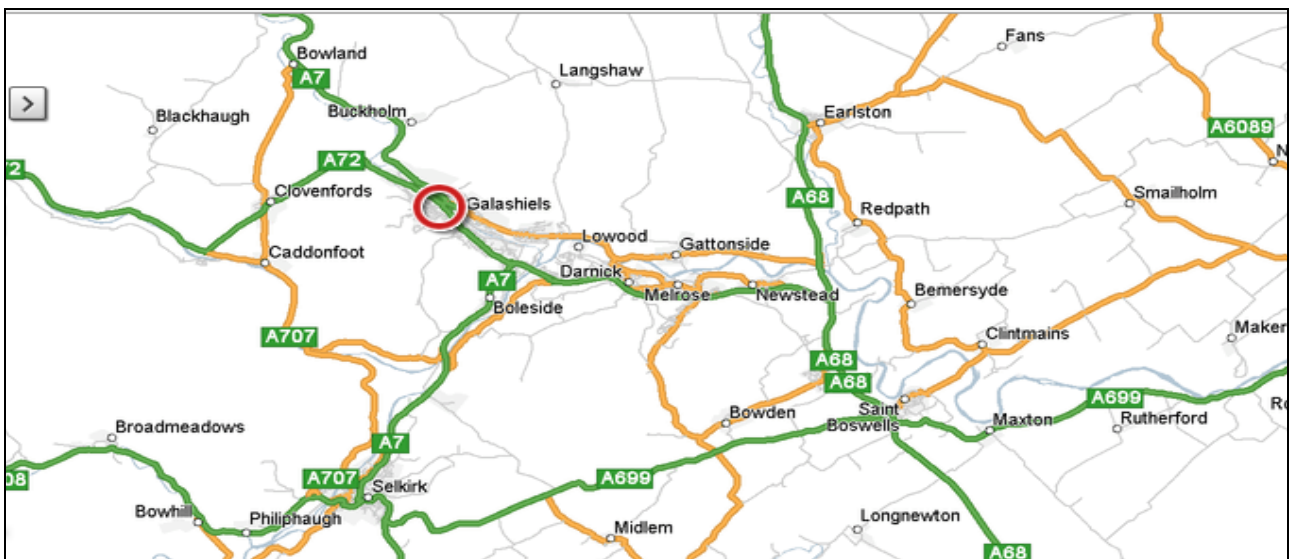 Fans
Bowland
Langshaw
A7
>
Blackhaugh
Buckholm
Earlston
A6089
A72
Clovenfords
Galashiels
A68
Smailholm
Redpath
Lowood
Gattonside
Caddonfoot
A7
Darnick
Melrose
Newstead
Boleside
Bemersyde
A707
Clintmains
Maker
A68
A68
A699
Bowden
Saint
Boswells
Maxton
Rutherford
Broadmeadows
A7
A707
A699
Selkirk
Bowhill
Philiphaugh
Midlem
Longnewton
A68